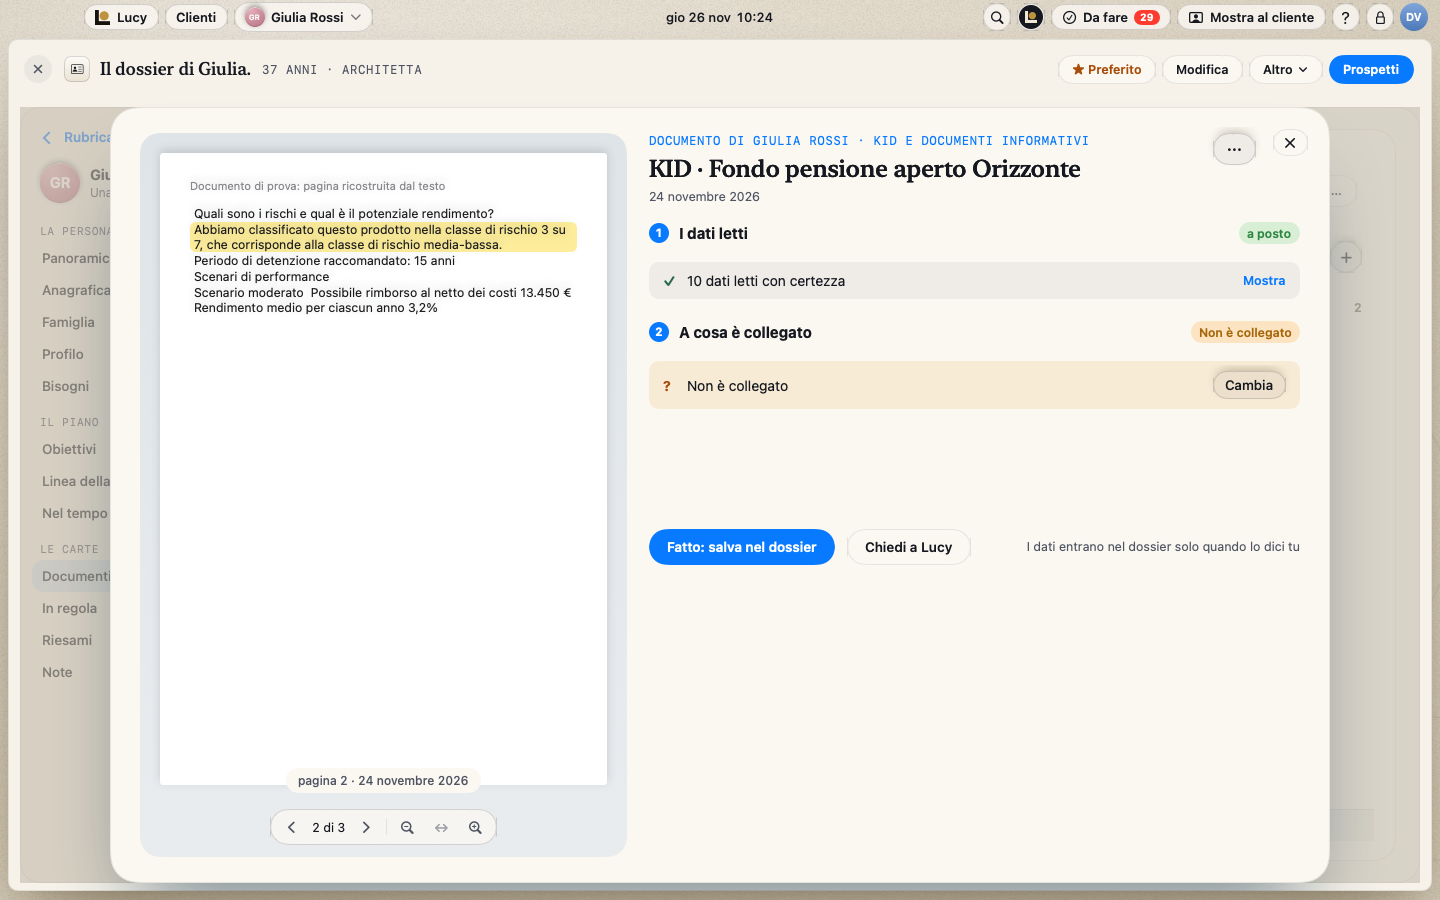 Lucy
Clienti
GR Giulia Rossi
gio 26 nov 10:24
Da fare 29
Mostra al cliente
?
DV
Il dossier di Giulia. 37 ANNI · ARCHITETTA
Preferito
Modifica
Altro
Prospetti
Rubrica
GR
Giu
Una
LA PERSONA
Panoramic
Anagrafica
Famiglia
Profilo
Bisogni
IL PIANO
Obiettivi
Linea della
Nel tempo
LE CARTE
Documenti
In regola
Riesami
Note
2
Documento di prova: pagina ricostruita dal testo
Quali sono i rischi e qual è il potenziale rendimento?
Abbiamo classificato questo prodotto nella classe di rischio 3 su
7, che corrisponde alla classe di rischio media-bassa.
Periodo di detenzione raccomandato: 15 anni
Scenari di performance
Scenario moderato Possibile rimborso al netto dei costi 13.450 €
Rendimento medio per ciascun anno 3,2%
pagina 2 · 24 novembre 2026
2 di 3
DOCUMENTO DI GIULIA ROSSI · KID E DOCUMENTI INFORMATIVI
KID · Fondo pensione aperto Orizzonte
24 novembre 2026
1 I dati letti
a posto
10 dati letti con certezza
Mostra
2 A cosa è collegato
Non è collegato
? Non è collegato
Cambia
Fatto: salva nel dossier
Chiedi a Lucy
I dati entrano nel dossier solo quando lo dici tu